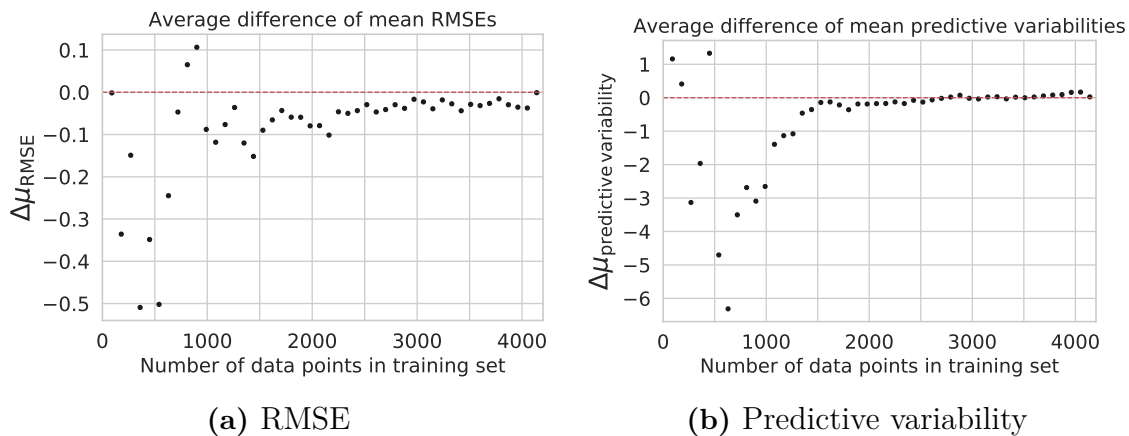 Average difference of mean RMSEs
0.1
0.0
−0.1
−0.2
−0.3
−0.4
−0.5
Δμ_RMSE
0 1000 2000 3000 4000
Number of data points in training set
(a) RMSE
Average difference of mean predictive variabilities
1
0
−1
−2
−3
−4
−5
−6
Δμ_predictive variability
0 1000 2000 3000 4000
Number of data points in training set
(b) Predictive variability